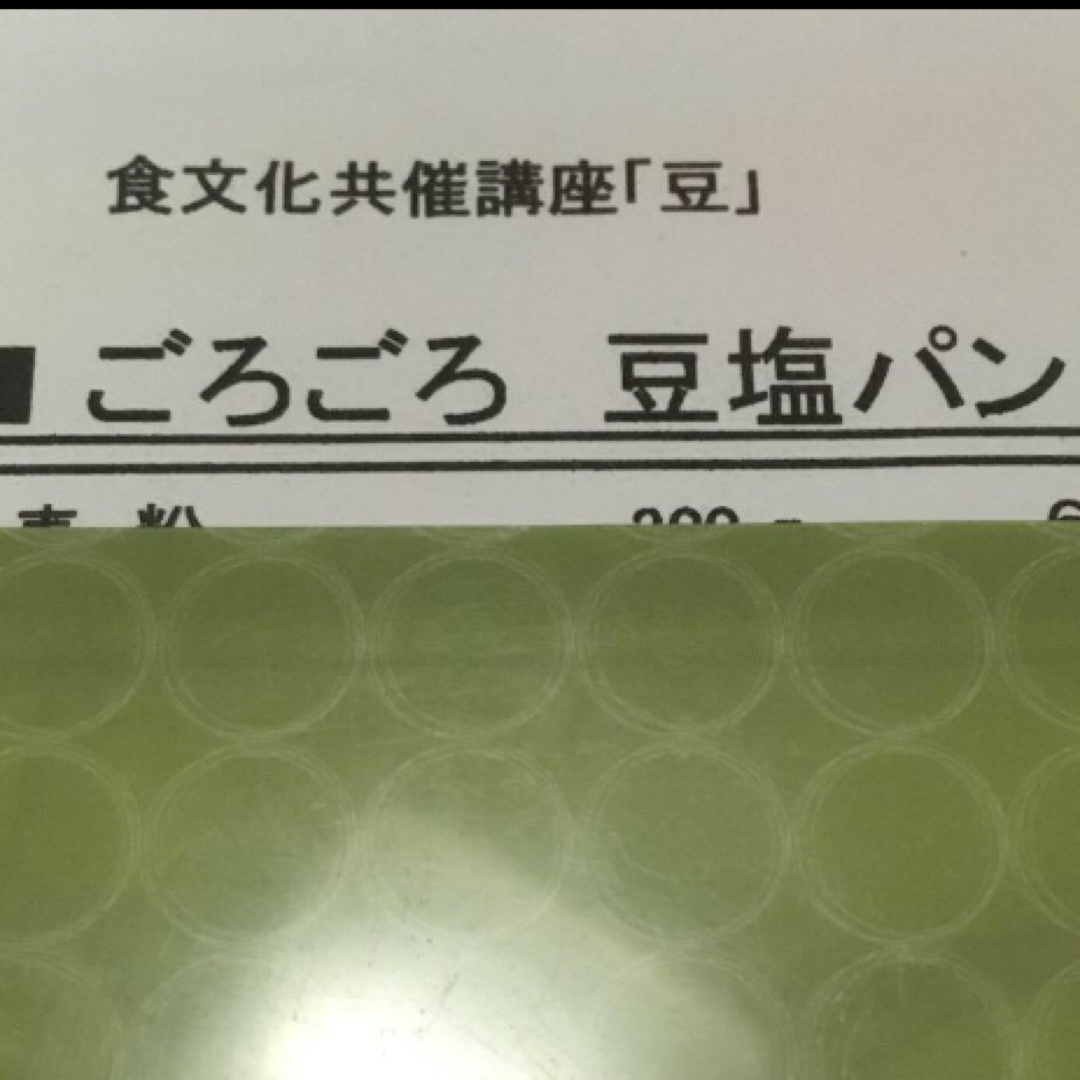 食文化共催講座「豆」
■ ごろごろ 豆塩パン